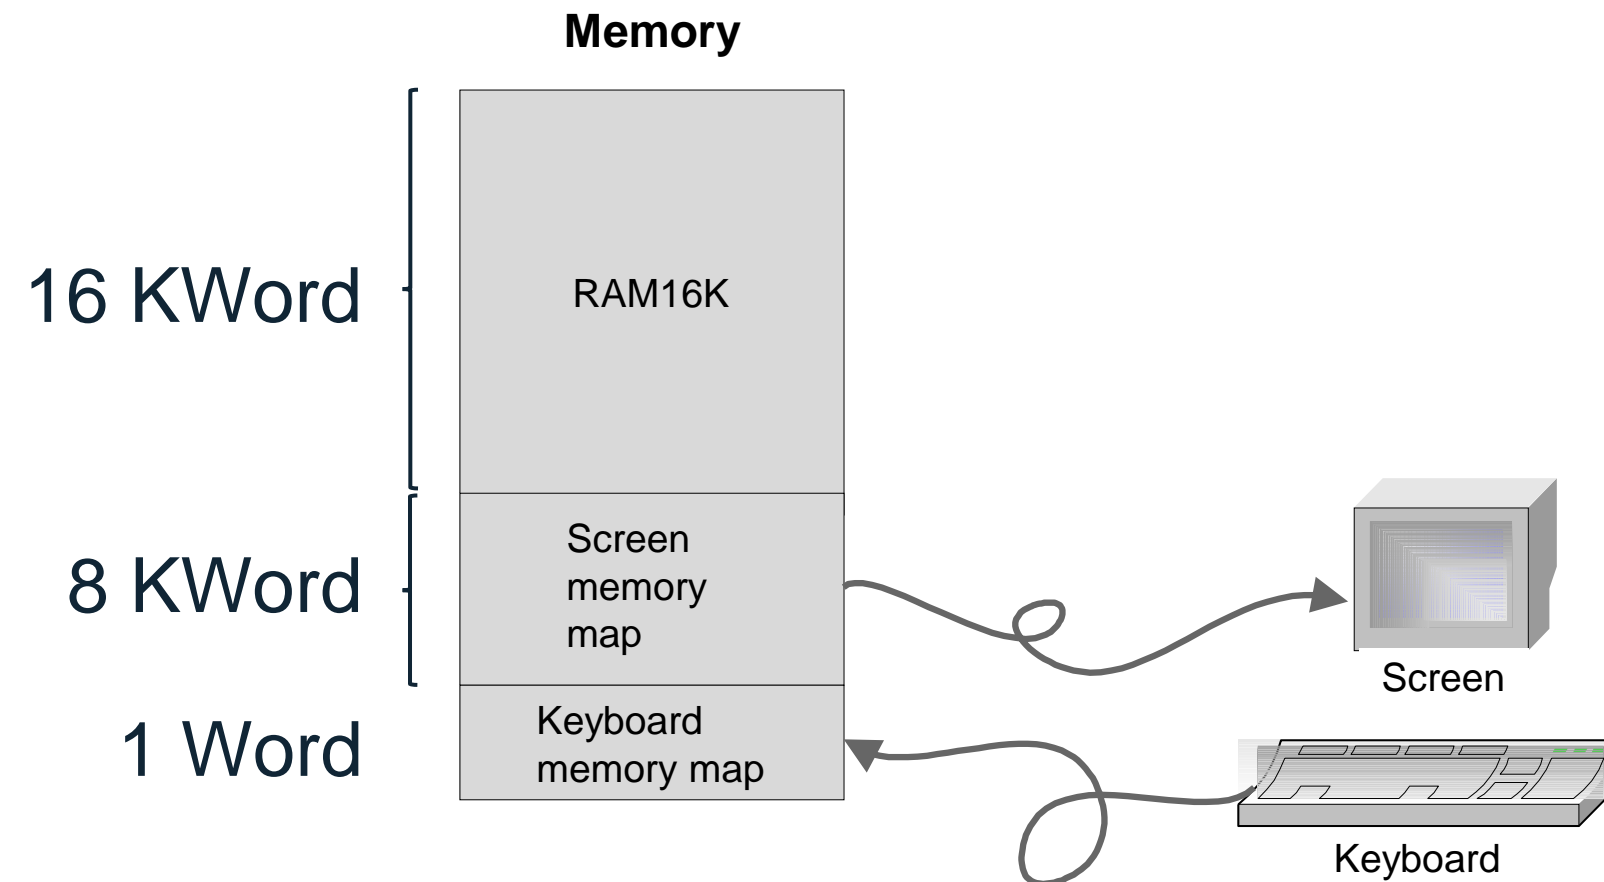 Memory
16 KWord
RAM16K
8 KWord
Screen
memory
map
Screen
1 Word
Keyboard
memory map
Keyboard